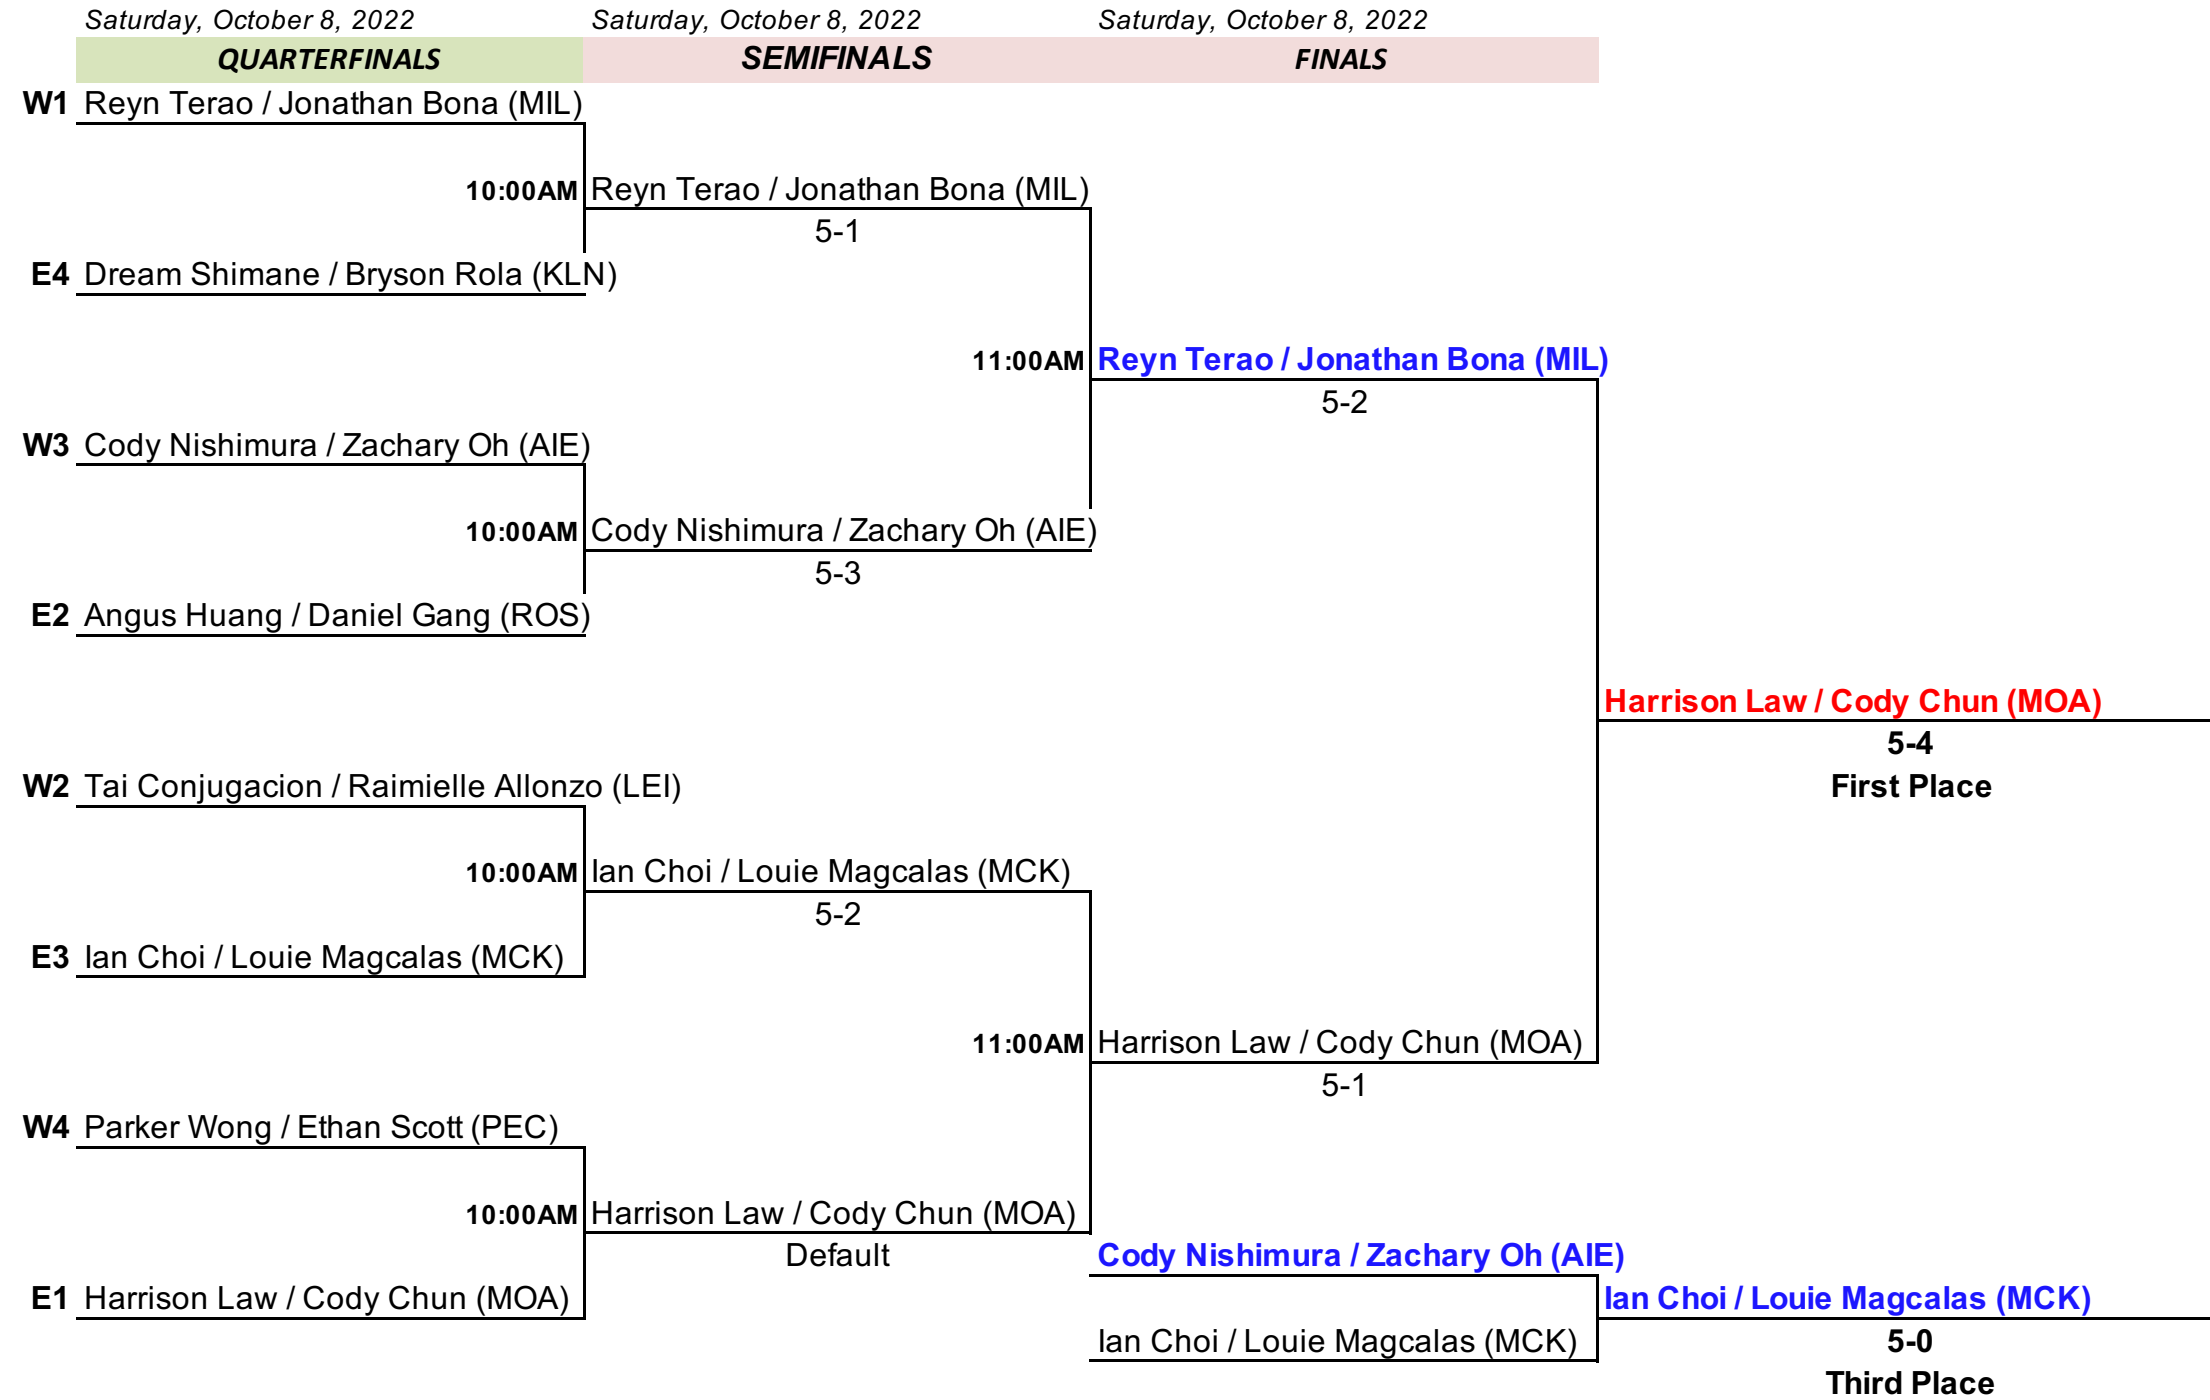 Saturday, October 8, 2022 Saturday, October 8, 2022 Saturday, October 8, 2022
QUARTERFINALS SEMIFINALS FINALS
W1 Reyn Terao / Jonathan Bona (MIL)
10:00AM Reyn Terao / Jonathan Bona (MIL)
5-1
E4 Dream Shimane / Bryson Rola (KLN)
11:00AM Reyn Terao / Jonathan Bona (MIL)
5-2
W3 Cody Nishimura / Zachary Oh (AIE)
10:00AM Cody Nishimura / Zachary Oh (AIE)
5-3
E2 Angus Huang / Daniel Gang (ROS)
Harrison Law / Cody Chun (MOA)
5-4
W2 Tai Conjugacion / Raimielle Allonzo (LEI) First Place
10:00AM Ian Choi / Louie Magcalas (MCK)
5-2
E3 Ian Choi / Louie Magcalas (MCK)
11:00AM Harrison Law / Cody Chun (MOA)
5-1
W4 Parker Wong / Ethan Scott (PEC)
10:00AM Harrison Law / Cody Chun (MOA)
Default Cody Nishimura / Zachary Oh (AIE)
E1 Harrison Law / Cody Chun (MOA) Ian Choi / Louie Magcalas (MCK)
Ian Choi / Louie Magcalas (MCK) 5-0
Third Place